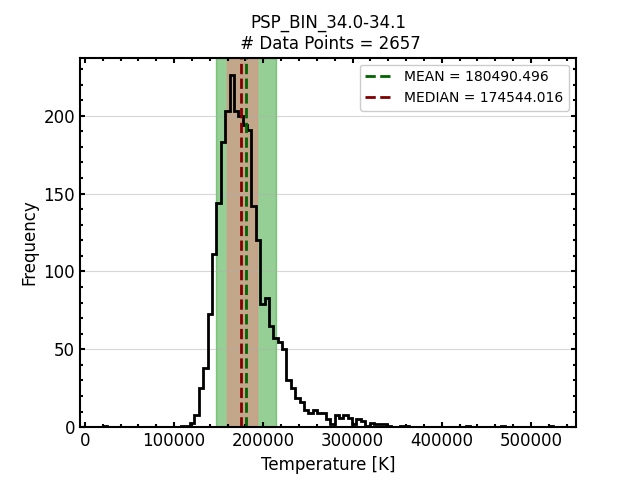 PSP_BIN_34.0-34.1
# Data Points = 2657
MEAN = 180490.496
MEDIAN = 174544.016
200
150
100
50
0
Frequency
0 100000 200000 300000 400000 500000
Temperature [K]